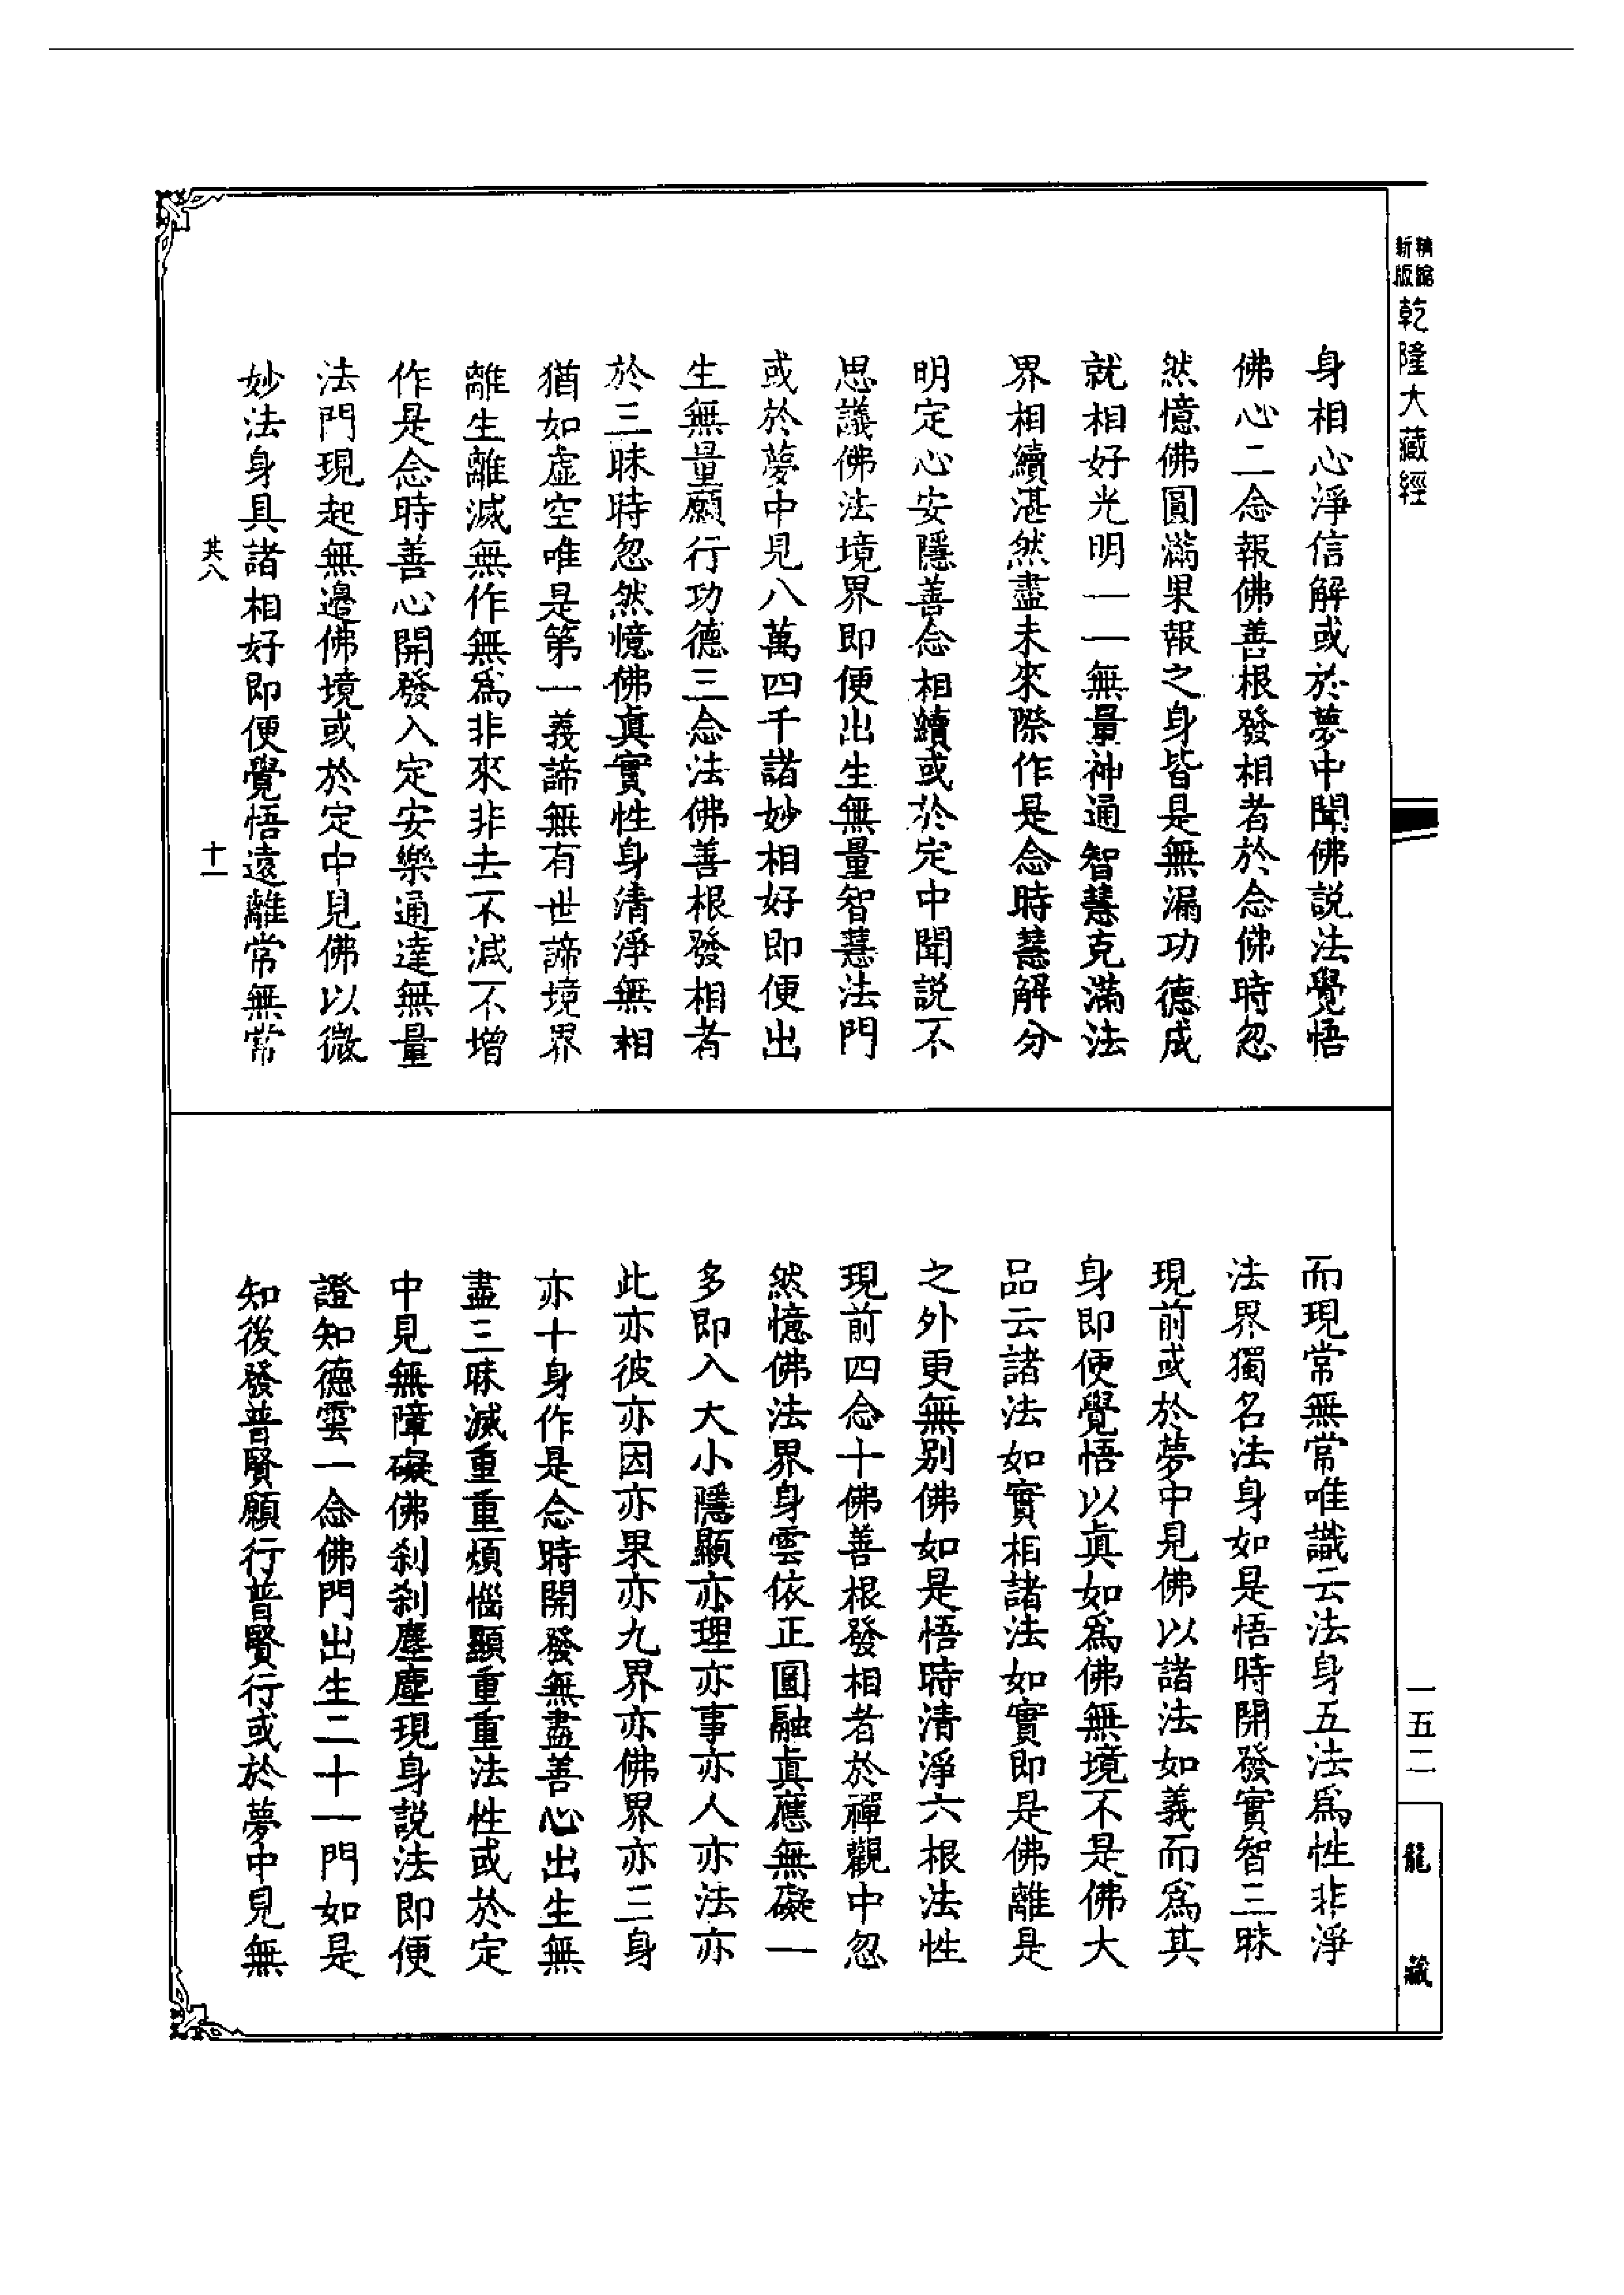 精縮新版乾隆大藏經
身相心淨信解或於夢中聞佛説法覺悟
佛心二念報佛善根發相者於念佛時忽
然憶佛圓滿果報之身皆是無漏功德成
就相好光明一一無量神通智慧充滿法
界相續湛然盡未來際作是念時慧解分
明定心安隱善念相續或於定中聞説不
思議佛法境界即便出生無量智慧法門
或於夢中見八萬四千諸妙相好即便出
生無量願行功德三念法佛善根發相者
於三昧時忽然憶佛真實性身清淨無相
猶如虛空唯是第一義諦無有世諦境界
離生離滅無作無爲非來非去不減不增
作是念時善心開發入定安樂通達無量
法門現起無邊佛境或於定中見佛以微
妙法身具諸相好即便覺悟遠離常無常
共八 十一
而現常無常唯識云法身五法爲性非淨
法界獨名法身如是悟時開發實智三昧
現前或於夢中見佛以諸法如義而爲其
身即便覺悟以真如爲佛無境不是佛大
品云諸法如實相諸法如實即是佛離是
之外更無別佛如是悟時清淨六根法性
現前四念十佛善根發相者於禪觀中忽
然憶佛法界身雲依正圓融真應無礙一
多即入大小隱顯亦理亦事亦人亦法亦
此亦彼亦因亦果亦九界亦佛界亦三身
亦十身作是念時開發無盡善心出生無
盡三昧滅重重煩惱顯重重法性或於定
中見無障礙佛刹刹塵塵現身説法即便
證知德雲一念佛門出生二十一門如是
知後發普賢願行普賢行或於夢中見無
一五二
龍藏